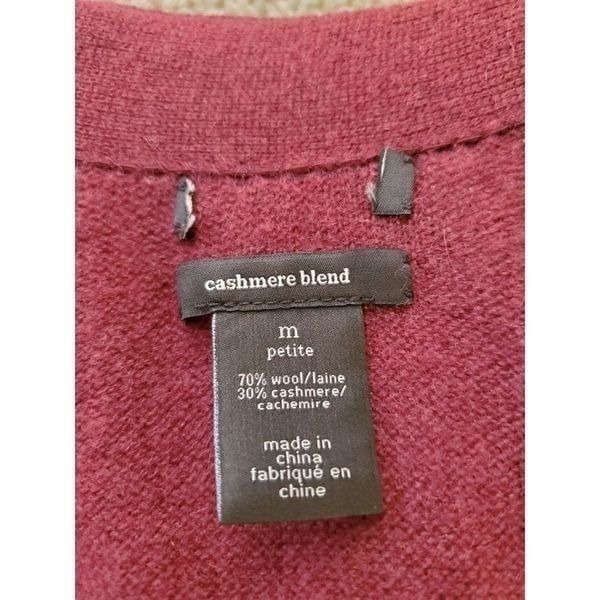 cashmere blend
m
petite
70% wool/laine
30% cashmere/
cachemire
made in
china
fabriqué en
chine